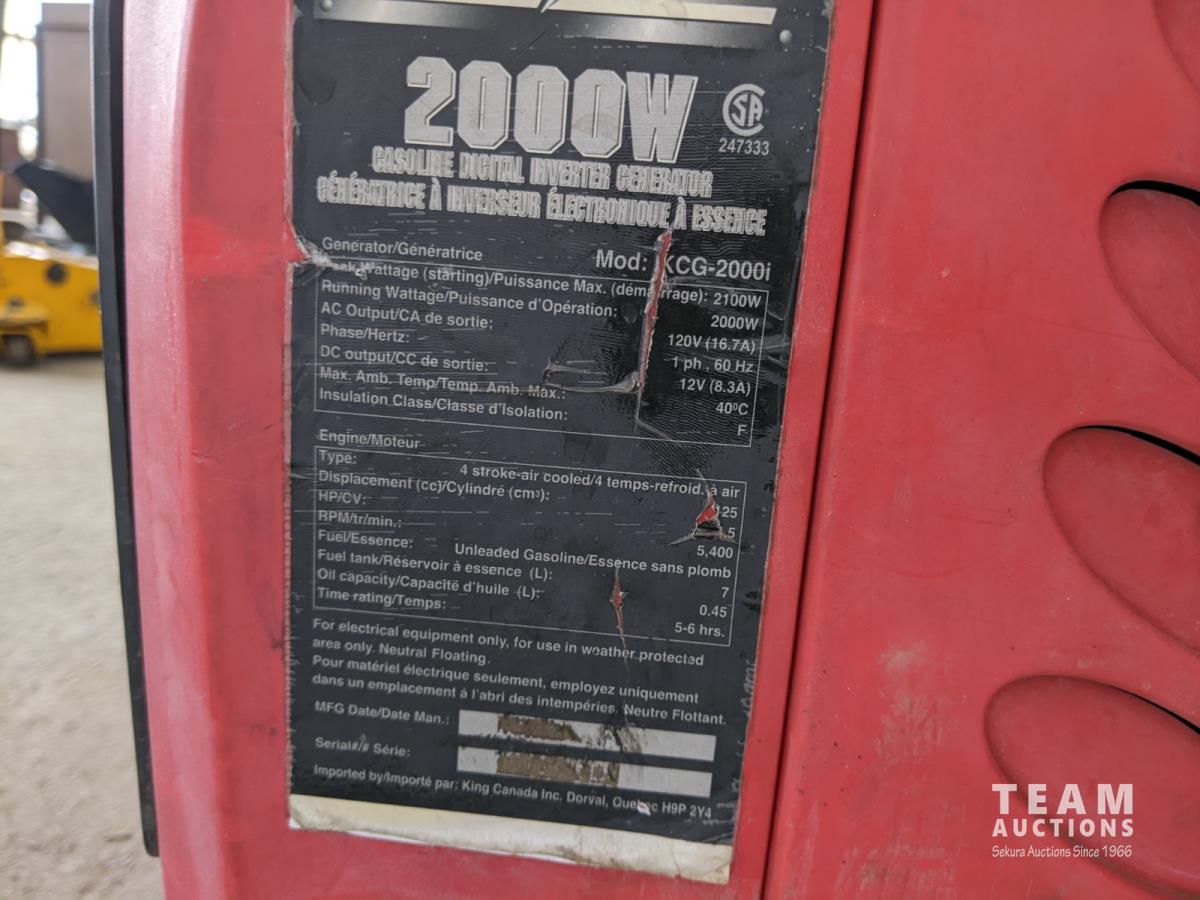 2000W
SA
247333
GASOLINE DIGITAL INVERTER GENERATOR
GÉNÉRATRICE À INVERSEUR ÉLECTRONIQUE À ESSENCE
Generator/Génératrice Mod: KCG-2000i
Wattage (starting)/Puissance Max. (démarrage): 2100W
Running Wattage/Puissance d'Opération: 2000W
AC Output/CA de sortie: 120V (16.7A)
Phase/Hertz: 1 ph , 60 Hz
DC output/CC de sortie: 12V (8.3A)
Max. Amb. Temp/Temp. Amb. Max.: 40ºC
Insulation Class/Classe d'Isolation: F
Engine/Moteur
Type: 4 stroke-air cooled/4 temps-refroid. à air
Displacement (cc)/Cylindré (cm³): 125
HP/CV:
RPM/tr/min.: 5,400
Fuel/Essence: Unleaded Gasoline/Essence sans plomb
Fuel tank/Réservoir à essence (L): 7
Oil capacity/Capacité d'huile (L): 0.45
Time rating/Temps: 5-6 hrs.
For electrical equipment only, for use in weather protected
area only. Neutral Floating.
Pour matériel électrique seulement, employez uniquement
dans un emplacement à l'abri des intempéries. Neutre Flottant.
MFG Date/Date Man.:
Serial#/# Série:
Imported by/Importé par: King Canada Inc. Dorval, Quebec H9P 2Y4
TEAM
AUCTIONS
Sekura Auctions Since 1966